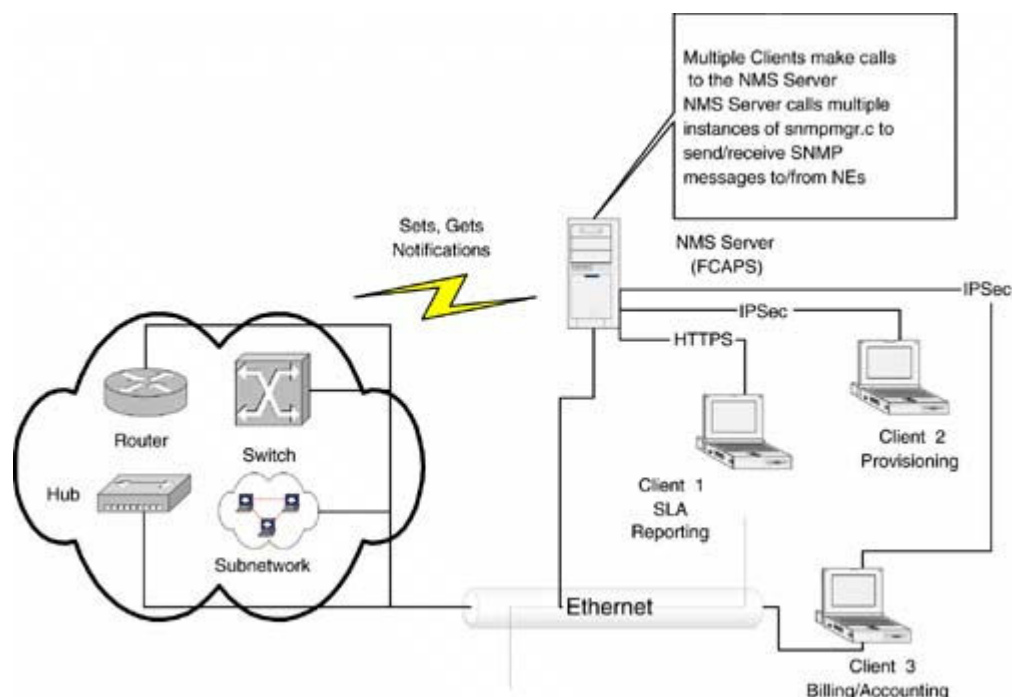 Multiple Clients make calls
to the NMS Server
NMS Server calls multiple
instances of snmpmgr.c to
send/receive SNMP
messages to/from NEs
Sets, Gets
Notifications
NMS Server
(FCAPS)
IPSec
IPSec
HTTPS
Router
Switch
Client 2
Provisioning
Hub
Client 1
SLA
Reporting
Subnetwork
Ethernet
Client 3
Billing/Accounting